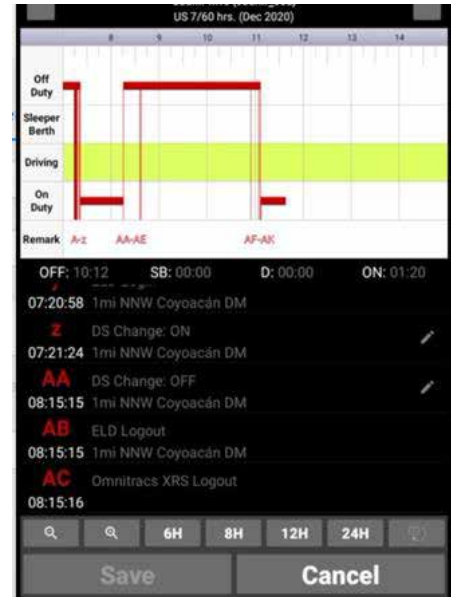 US 7/60 hrs. (Dec 2020)
8 9 10 11 12 13 14
Off
Duty
Sleeper
Berth
Driving
On
Duty
Remark A-z AA-AE AF-AK
OFF: 10:12 SB: 00:00 D: 00:00 ON: 01:20
07:20:58 1mi NNW Coyoacán DM
z DS Change: ON
07:21:24 1mi NNW Coyoacán DM
AA DS Change: OFF
08:15:15 1mi NNW Coyoacán DM
AB ELD Logout
08:15:15 1mi NNW Coyoacán DM
AC Omnitracs XRS Logout
08:15:16
6H 8H 12H 24H
Save Cancel